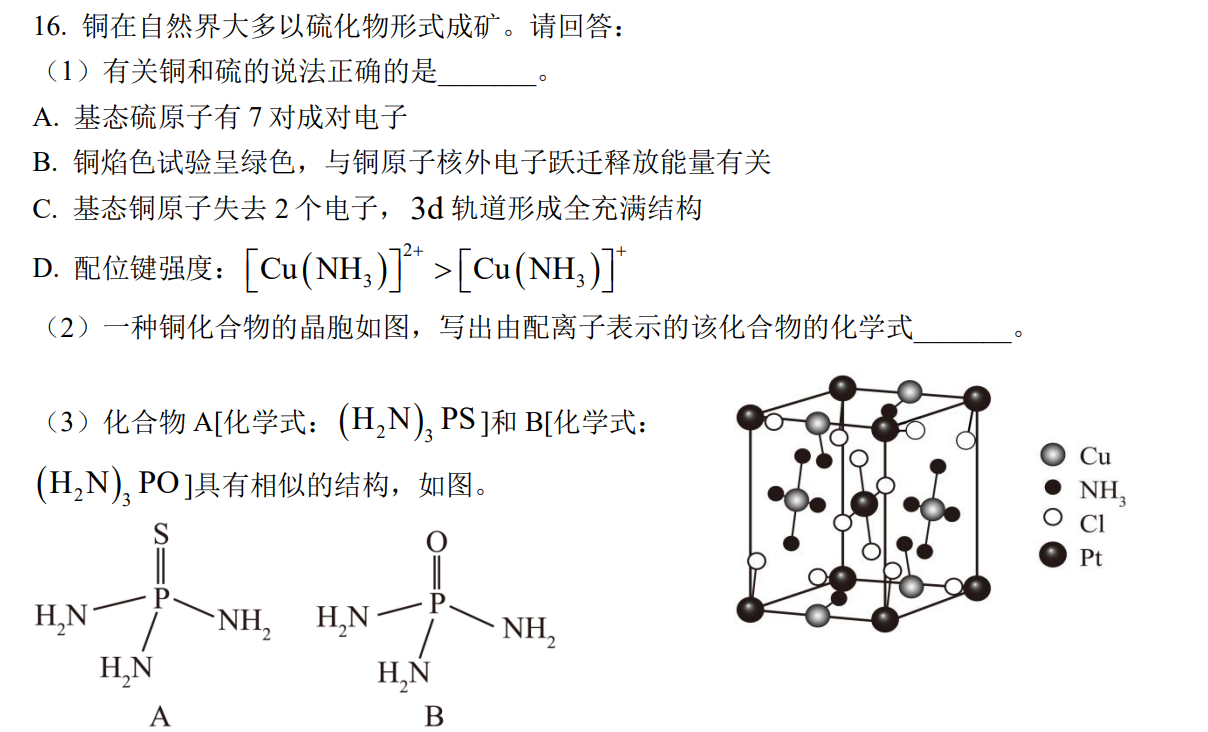 16. 铜在自然界大多以硫化物形式成矿。请回答：
（1）有关铜和硫的说法正确的是_______。
A. 基态硫原子有 7 对成对电子
B. 铜焰色试验呈绿色，与铜原子核外电子跃迁释放能量有关
C. 基态铜原子失去 2 个电子，3d 轨道形成全充满结构
D. 配位键强度：[Cu(NH₃)]²⁺ > [Cu(NH₃)]⁺
（2）一种铜化合物的晶胞如图，写出由配离子表示的该化合物的化学式_______。
（3）化合物 A[化学式：(H₂N)₃PS]和 B[化学式：
(H₂N)₃PO]具有相似的结构，如图。
Cu
NH₃
Cl
Pt
S
P
H₂N
NH₂
H₂N
A
O
P
H₂N
NH₂
H₂N
B